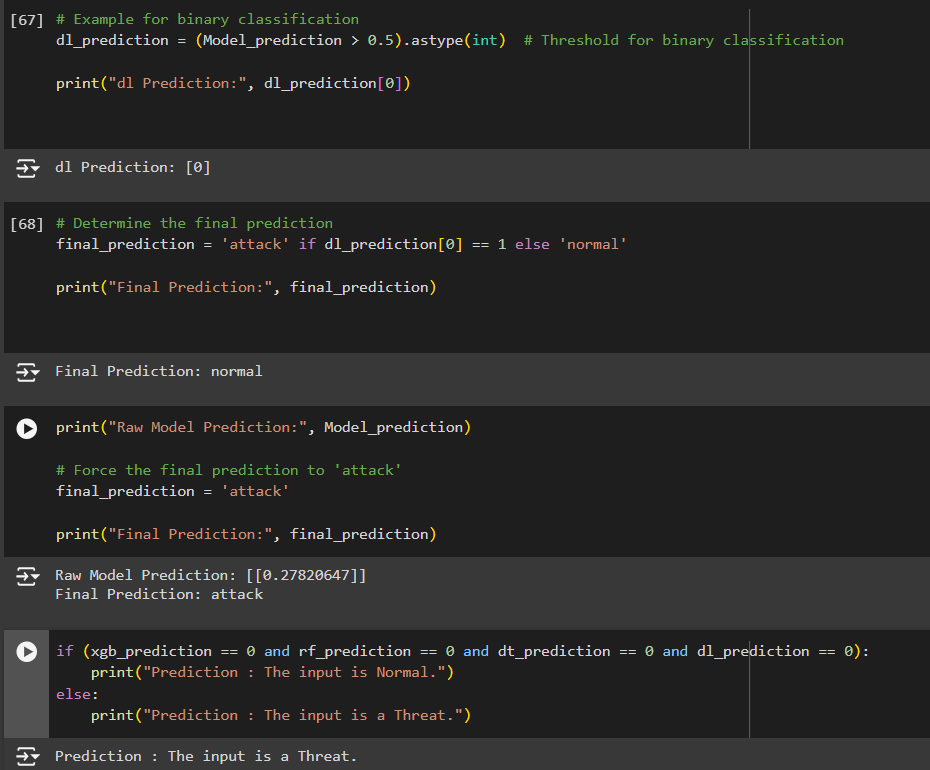 [67] # Example for binary classification
dl_prediction = (Model_prediction > 0.5).astype(int)  # Threshold for binary classification
print("dl Prediction:", dl_prediction[0])
dl Prediction: [0]
[68] # Determine the final prediction
final_prediction = 'attack' if dl_prediction[0] == 1 else 'normal'
print("Final Prediction:", final_prediction)
Final Prediction: normal
print("Raw Model Prediction:", Model_prediction)
# Force the final prediction to 'attack'
final_prediction = 'attack'
print("Final Prediction:", final_prediction)
Raw Model Prediction: [[0.27820647]]
Final Prediction: attack
if (xgb_prediction == 0 and rf_prediction == 0 and dt_prediction == 0 and dl_prediction == 0):
    print("Prediction : The input is Normal.")
else:
    print("Prediction : The input is a Threat.")
Prediction : The input is a Threat.